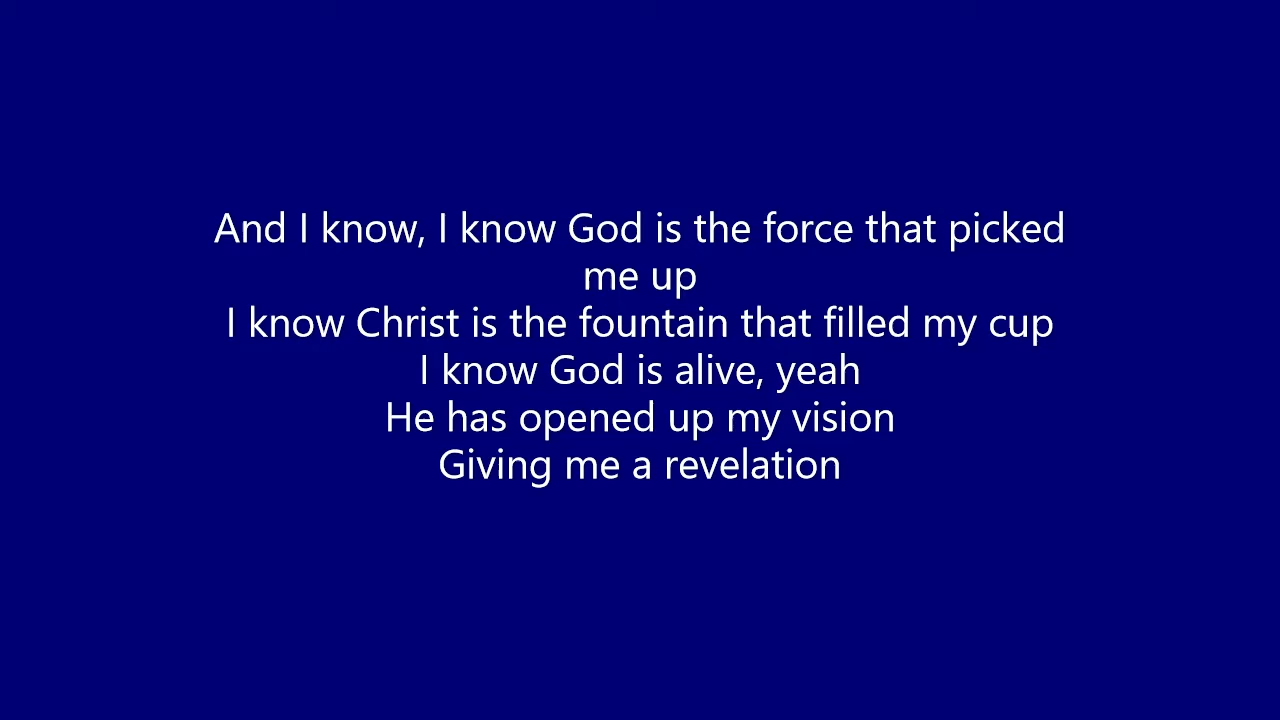 And I know, I know God is the force that picked
me up
I know Christ is the fountain that filled my cup
I know God is alive, yeah
He has opened up my vision
Giving me a revelation